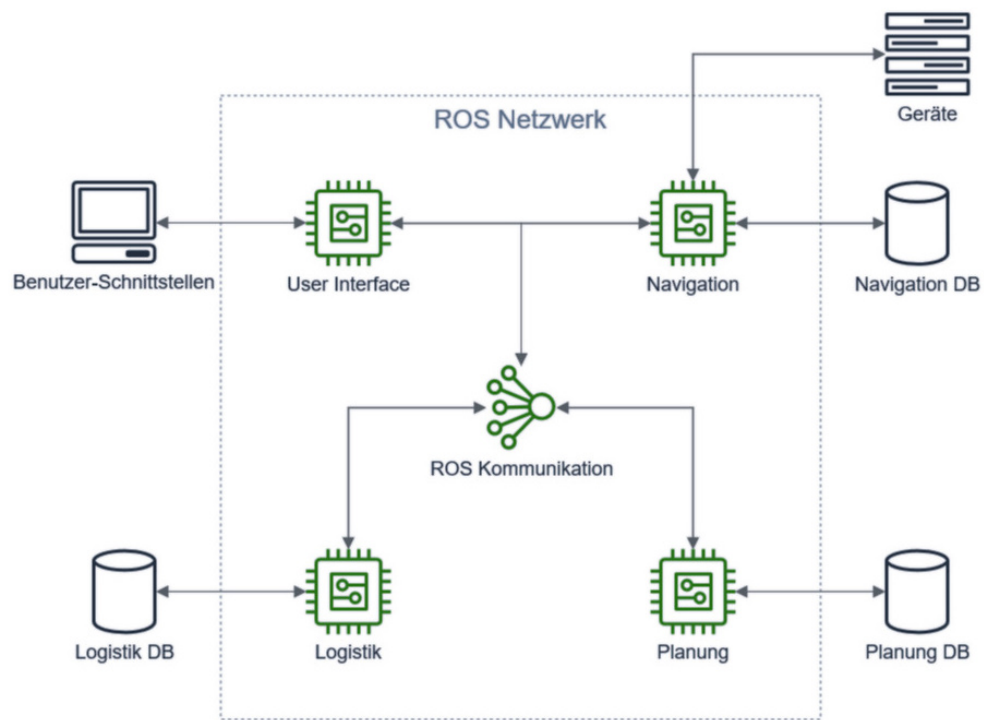 Geräte
ROS Netzwerk
Benutzer-Schnittstellen
User Interface
Navigation
Navigation DB
ROS Kommunikation
Logistik DB
Logistik
Planung
Planung DB